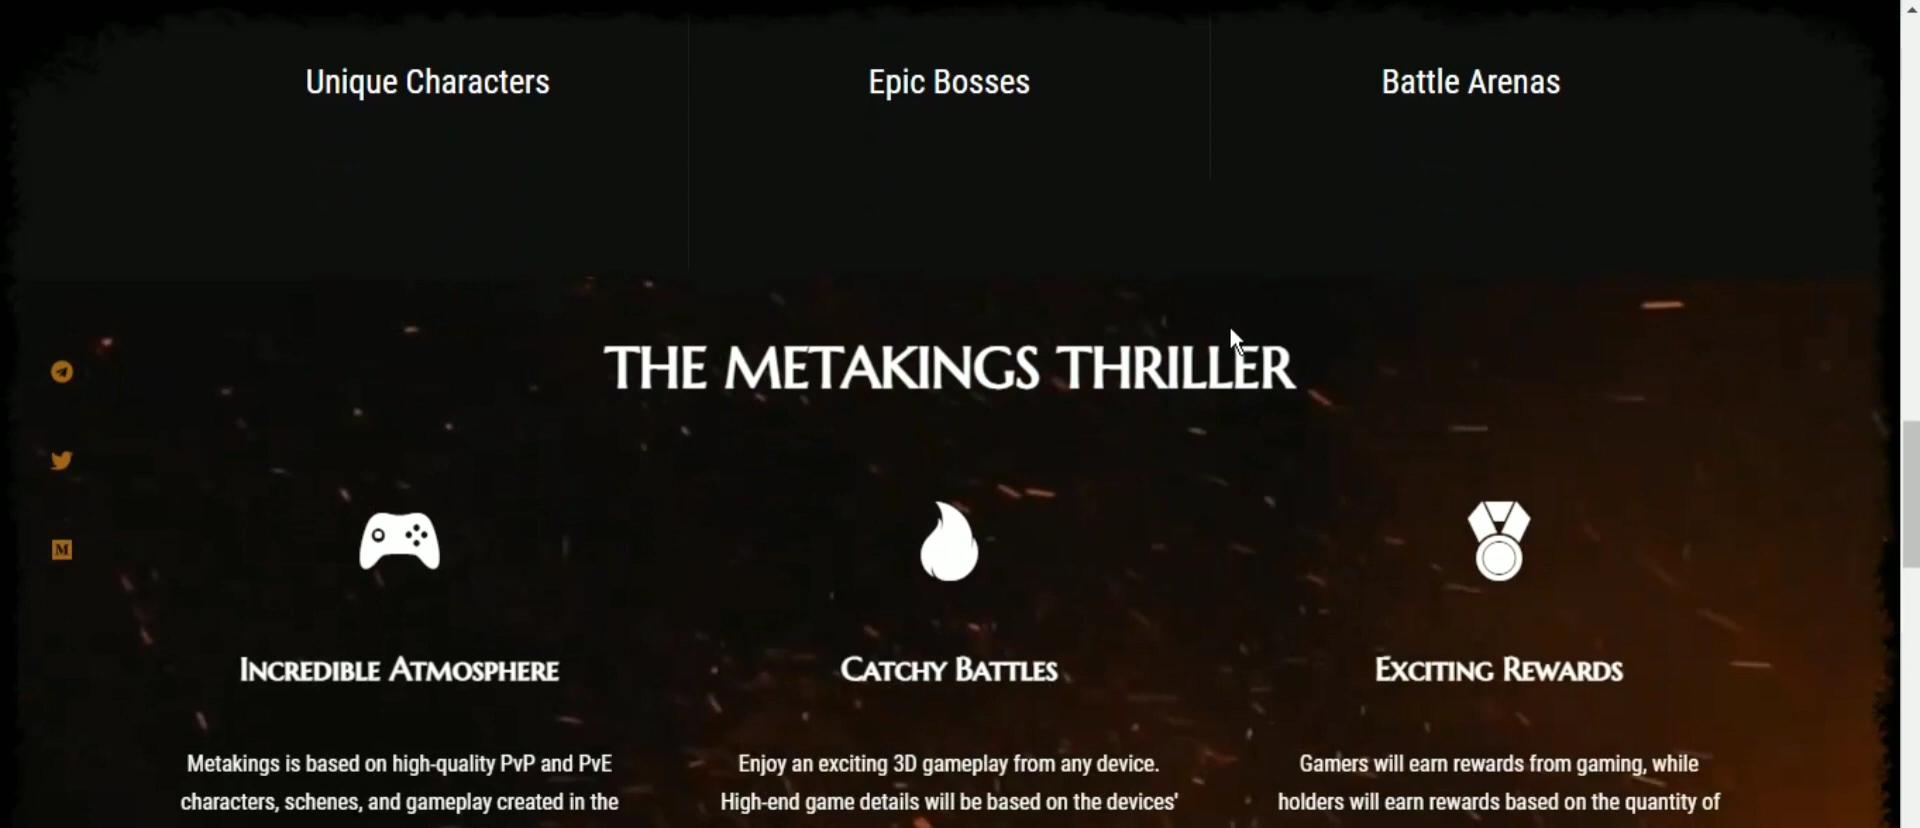 Unique Characters
Epic Bosses
Battle Arenas
THE METAKINGS THRILLER
M
INCREDIBLE ATMOSPHERE
CATCHY BATTLES
EXCITING REWARDS
Metakings is based on high-quality PvP and PvE
characters, schenes, and gameplay created in the
Enjoy an exciting 3D gameplay from any device.
High-end game details will be based on the devices'
Gamers will earn rewards from gaming, while
holders will earn rewards based on the quantity of